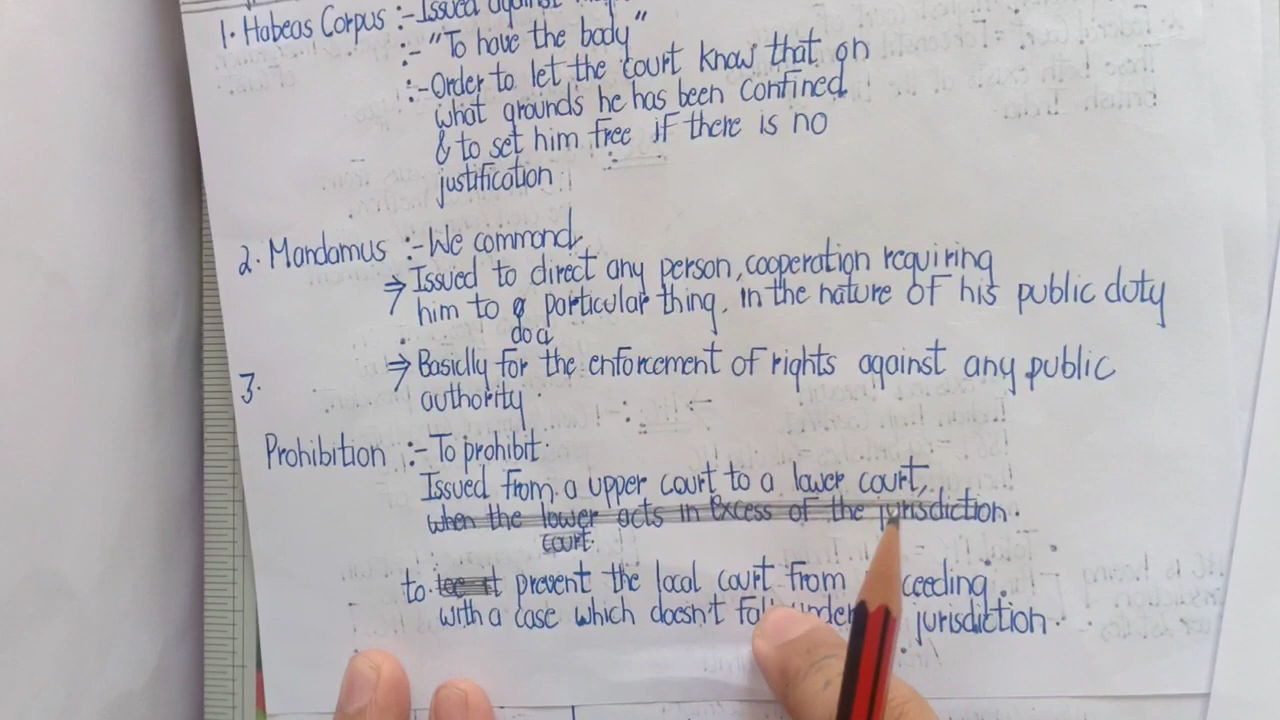 1. Habeas Corpus :- Issued against
:- "To have the body"
:- Order to let the court know that on
what grounds he has been confined
& to set him free if there is no
justification
2. Mandamus :- We command
⇒ Issued to direct any person, cooperation requiring
him to particular thing, in the nature of his public duty
do a
⇒ Basiclly for the enforcement of rights against any public
3.
authority.
Prohibition :- To prohibit.
Issued from a upper court to a lower court,
when the lower acts in excess of the jurisdiction.
court.
to prevent the local court from ceeding
with a case which doesn't fall under jurisdiction.